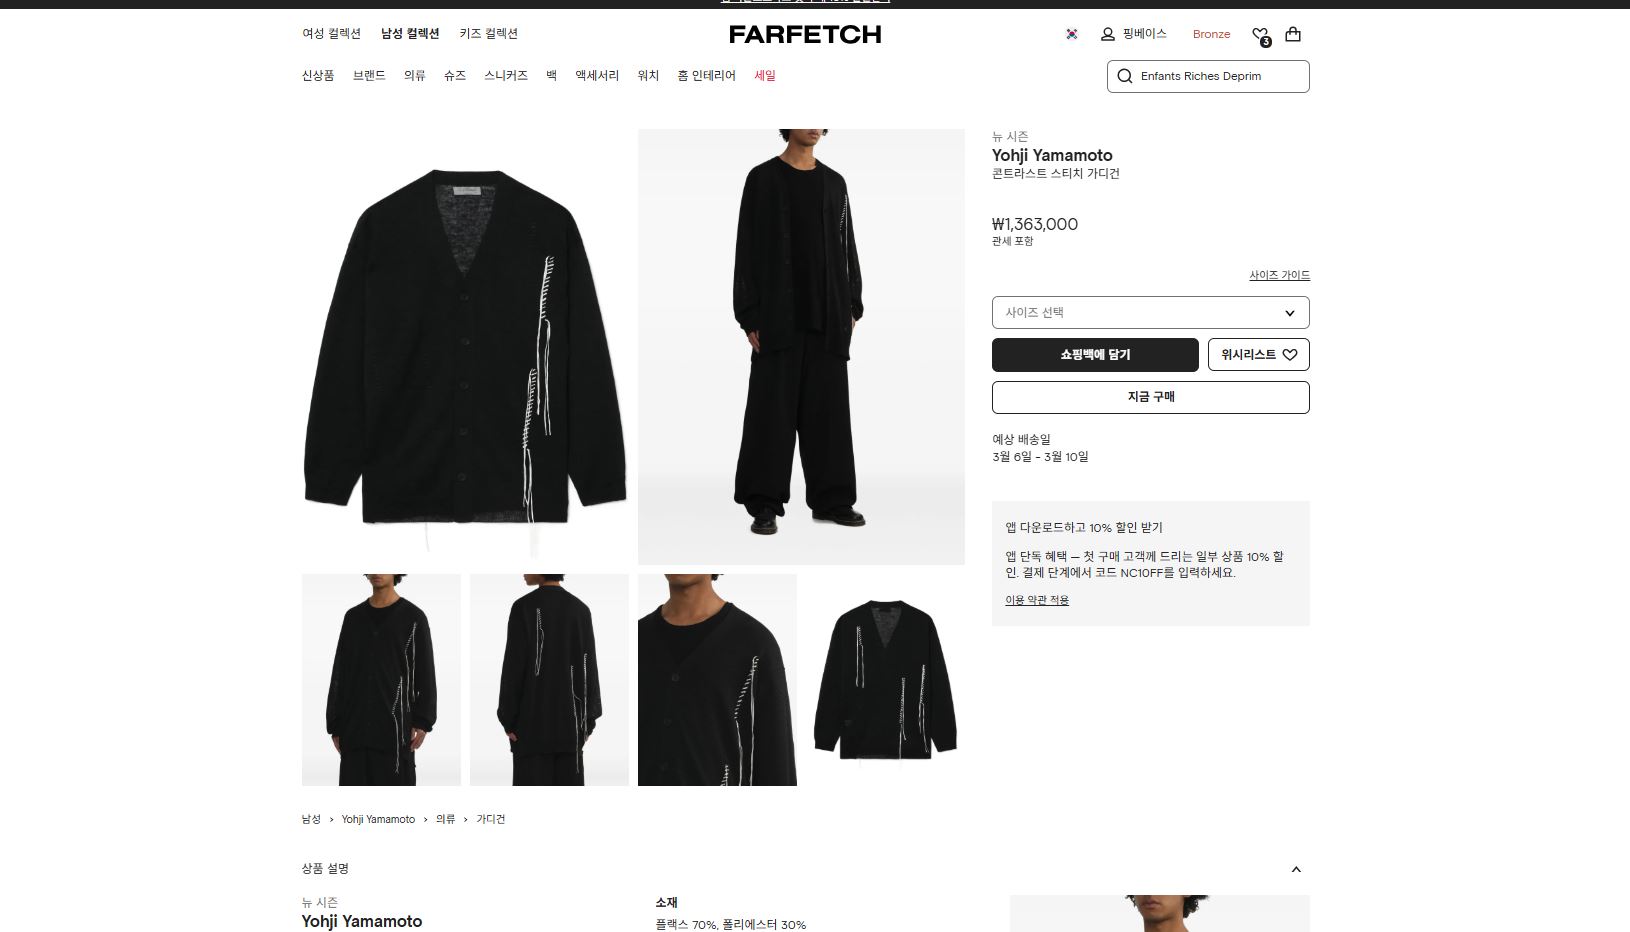 여성 컬렉션
남성 컬렉션
키즈 컬렉션
FARFETCH
핑베이스
Bronze
3
신상품
브랜드
의류
슈즈
스니커즈
백
액세서리
워치
홈 인테리어
세일
Enfants Riches Deprim
뉴 시즌
Yohji Yamamoto
콘트라스트 스티치 가디건
₩1,363,000
관세 포함
사이즈 가이드
사이즈 선택
쇼핑백에 담기
위시리스트
지금 구매
예상 배송일
3월 6일 - 3월 10일
앱 다운로드하고 10% 할인 받기
앱 단독 혜택 — 첫 구매 고객께 드리는 일부 상품 10% 할
인. 결제 단계에서 코드 NC10FF를 입력하세요.
이용 약관 적용
남성 › Yohji Yamamoto › 의류 › 가디건
상품 설명
뉴 시즌
Yohji Yamamoto
소재
플랙스 70%, 폴리에스터 30%